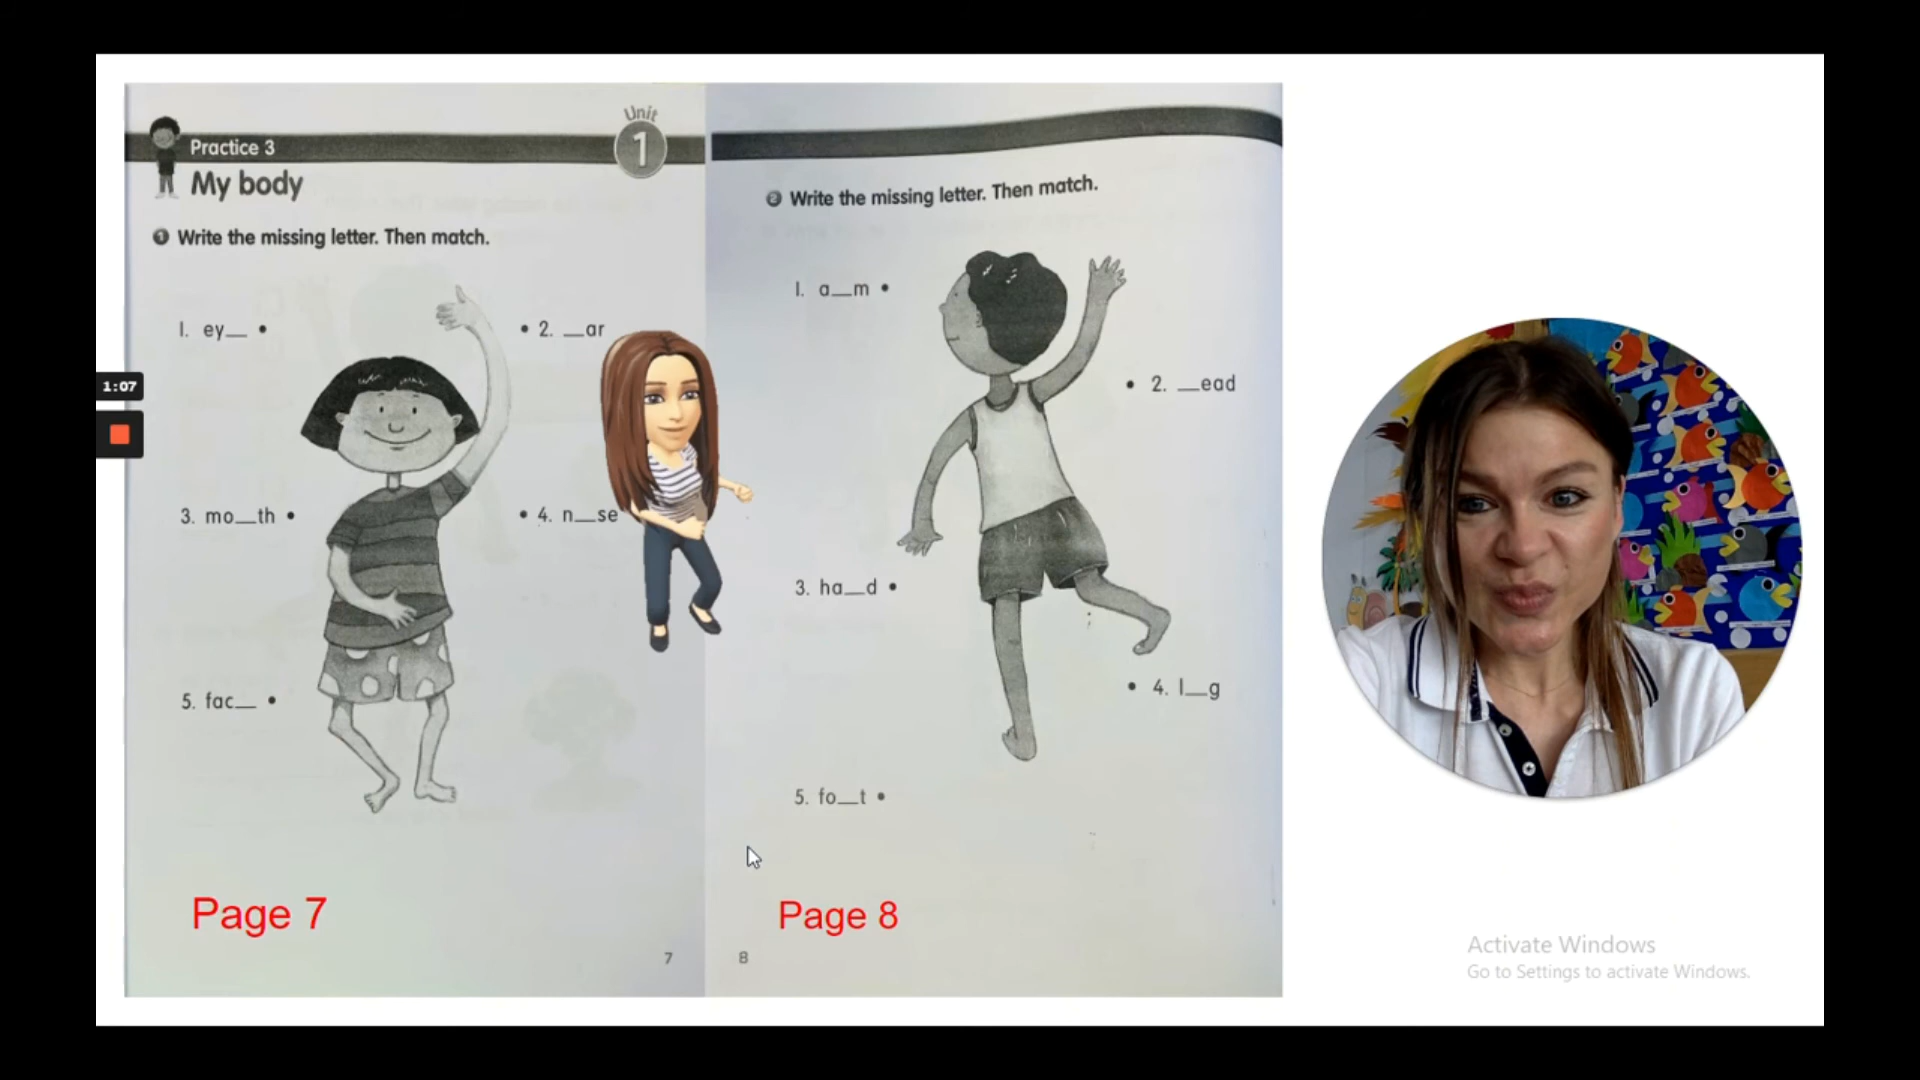 Unit
1
Practice 3
My body
1 Write the missing letter. Then match.
1. ey__ •
• 2. __ar
3. mo__th •
• 4. n__se
5. fac__ •
Page 7
7
2 Write the missing letter. Then match.
1. a__m •
• 2. __ead
3. ha__d •
• 4. l__g
5. fo__t •
Page 8
8
1:07
Activate Windows
Go to Settings to activate Windows.